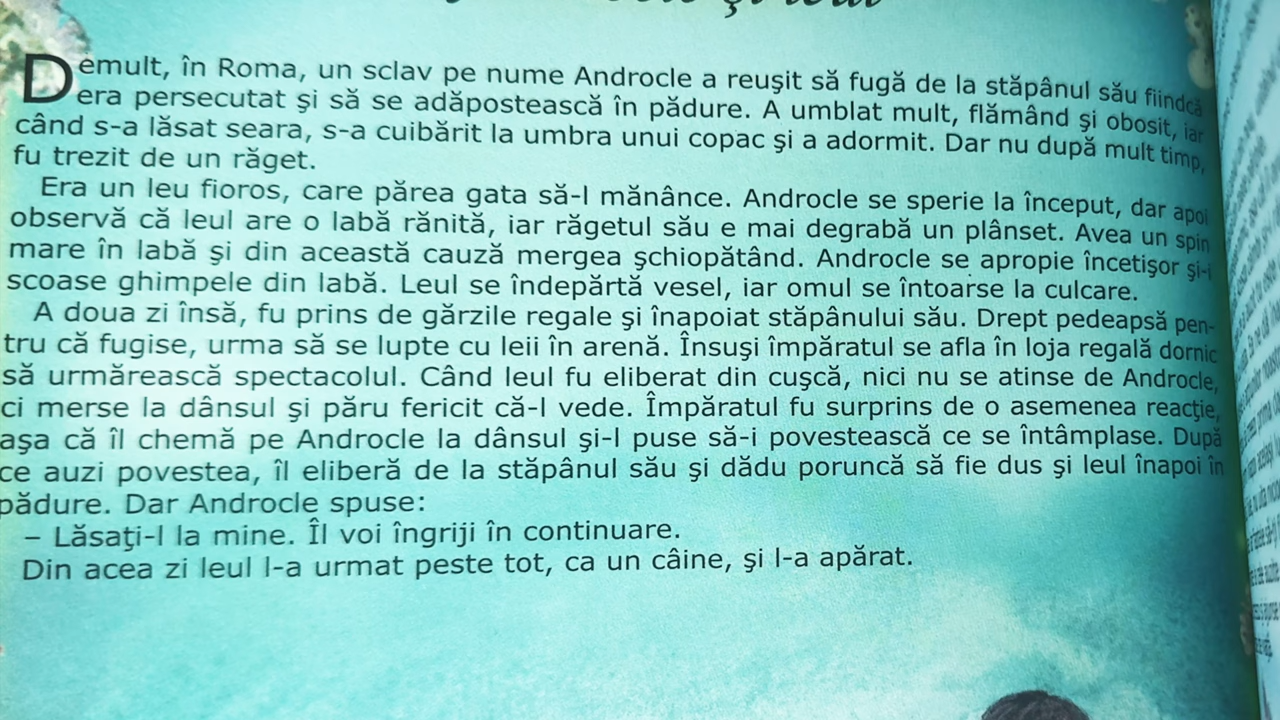 şi leul
Demult, în Roma, un sclav pe nume Androcle a reuşit să fugă de la stăpânul său fiindcă
era persecutat şi să se adăpostească în pădure. A umblat mult, flămând şi obosit, iar
când s-a lăsat seara, s-a cuibărit la umbra unui copac şi a adormit. Dar nu după mult timp,
fu trezit de un răget.
Era un leu fioros, care părea gata să-l mănânce. Androcle se sperie la început, dar apoi
observă că leul are o labă rănită, iar răgetul său e mai degrabă un plânset. Avea un spin
mare în labă şi din această cauză mergea şchiopătând. Androcle se apropie încetişor şi-i
scoase ghimpele din labă. Leul se îndepărtă vesel, iar omul se întoarse la culcare.
A doua zi însă, fu prins de gărzile regale şi înapoiat stăpânului său. Drept pedeapsă pen-
tru că fugise, urma să se lupte cu leii în arenă. Însuşi împăratul se afla în loja regală dornic
să urmărească spectacolul. Când leul fu eliberat din cuşcă, nici nu se atinse de Androcle,
ci merse la dânsul şi păru fericit că-l vede. Împăratul fu surprins de o asemenea reacţie,
aşa că îl chemă pe Androcle la dânsul şi-l puse să-i povestească ce se întâmplase. După
ce auzi povestea, îl eliberă de la stăpânul său şi dădu poruncă să fie dus şi leul înapoi în
pădure. Dar Androcle spuse:
– Lăsaţi-l la mine. Îl voi îngriji în continuare.
Din acea zi leul l-a urmat peste tot, ca un câine, şi l-a apărat.